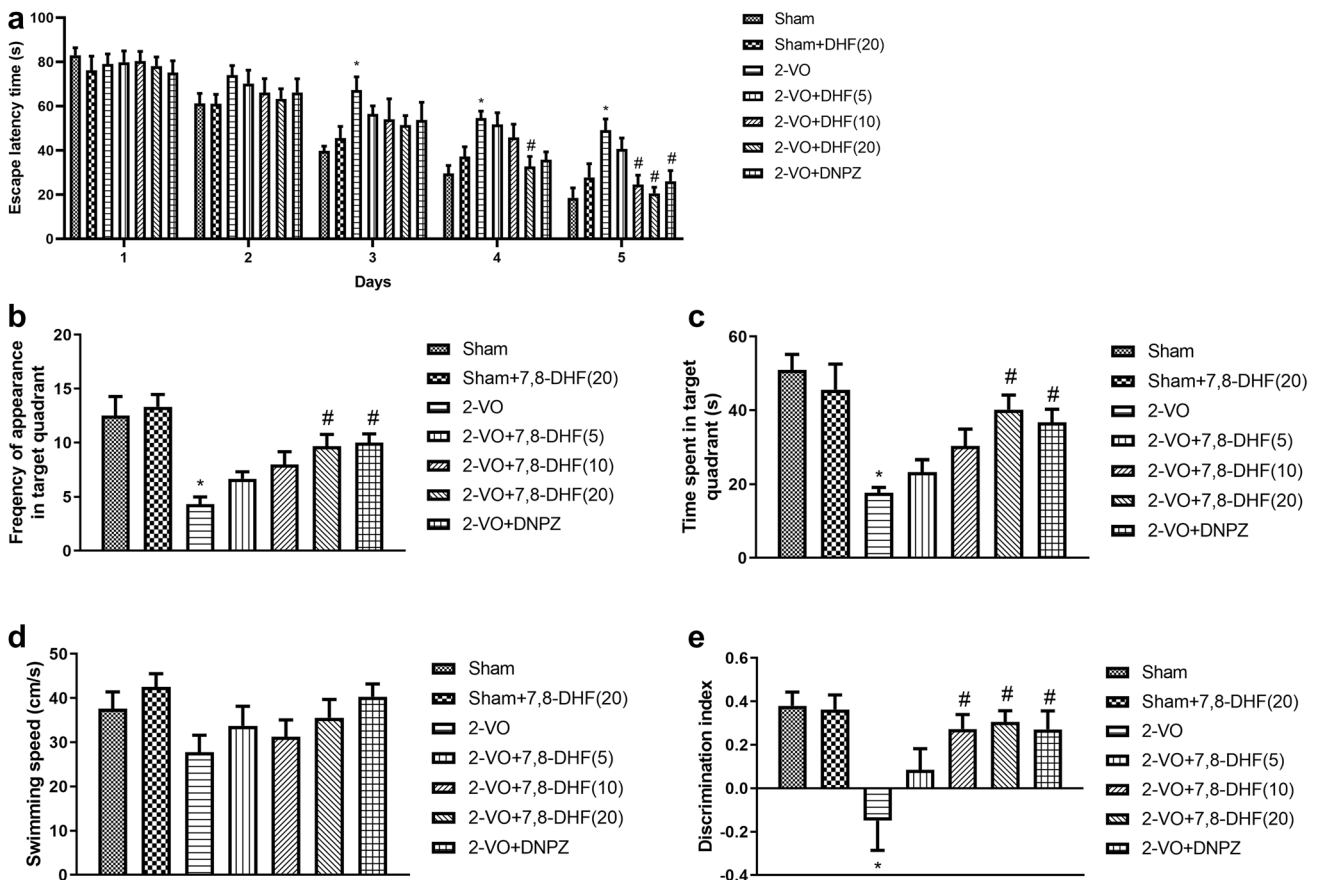 a
Escape latency time (s)
100
80
60
40
20
0
* * * # # # #
1 2 3 4 5
Days
Sham
Sham+DHF(20)
2-VO
2-VO+DHF(5)
2-VO+DHF(10)
2-VO+DHF(20)
2-VO+DNPZ
b
Freqency of appearance
in target quadrant
20
15
10
5
0
* # #
Sham
Sham+7,8-DHF(20)
2-VO
2-VO+7,8-DHF(5)
2-VO+7,8-DHF(10)
2-VO+7,8-DHF(20)
2-VO+DNPZ
c
Time spent in target
quadrant (s)
60
40
20
0
* # #
Sham
Sham+7,8-DHF(20)
2-VO
2-VO+7,8-DHF(5)
2-VO+7,8-DHF(10)
2-VO+7,8-DHF(20)
2-VO+DNPZ
d
Swimming speed (cm/s)
50
40
30
20
10
0
Sham
Sham+7,8-DHF(20)
2-VO
2-VO+7,8-DHF(5)
2-VO+7,8-DHF(10)
2-VO+7,8-DHF(20)
2-VO+DNPZ
e
Discrimination index
0.6
0.4
0.2
0.0
-0.2
-0.4
* # # #
Sham
Sham+7,8-DHF(20)
2-VO
2-VO+7,8-DHF(5)
2-VO+7,8-DHF(10)
2-VO+7,8-DHF(20)
2-VO+DNPZ